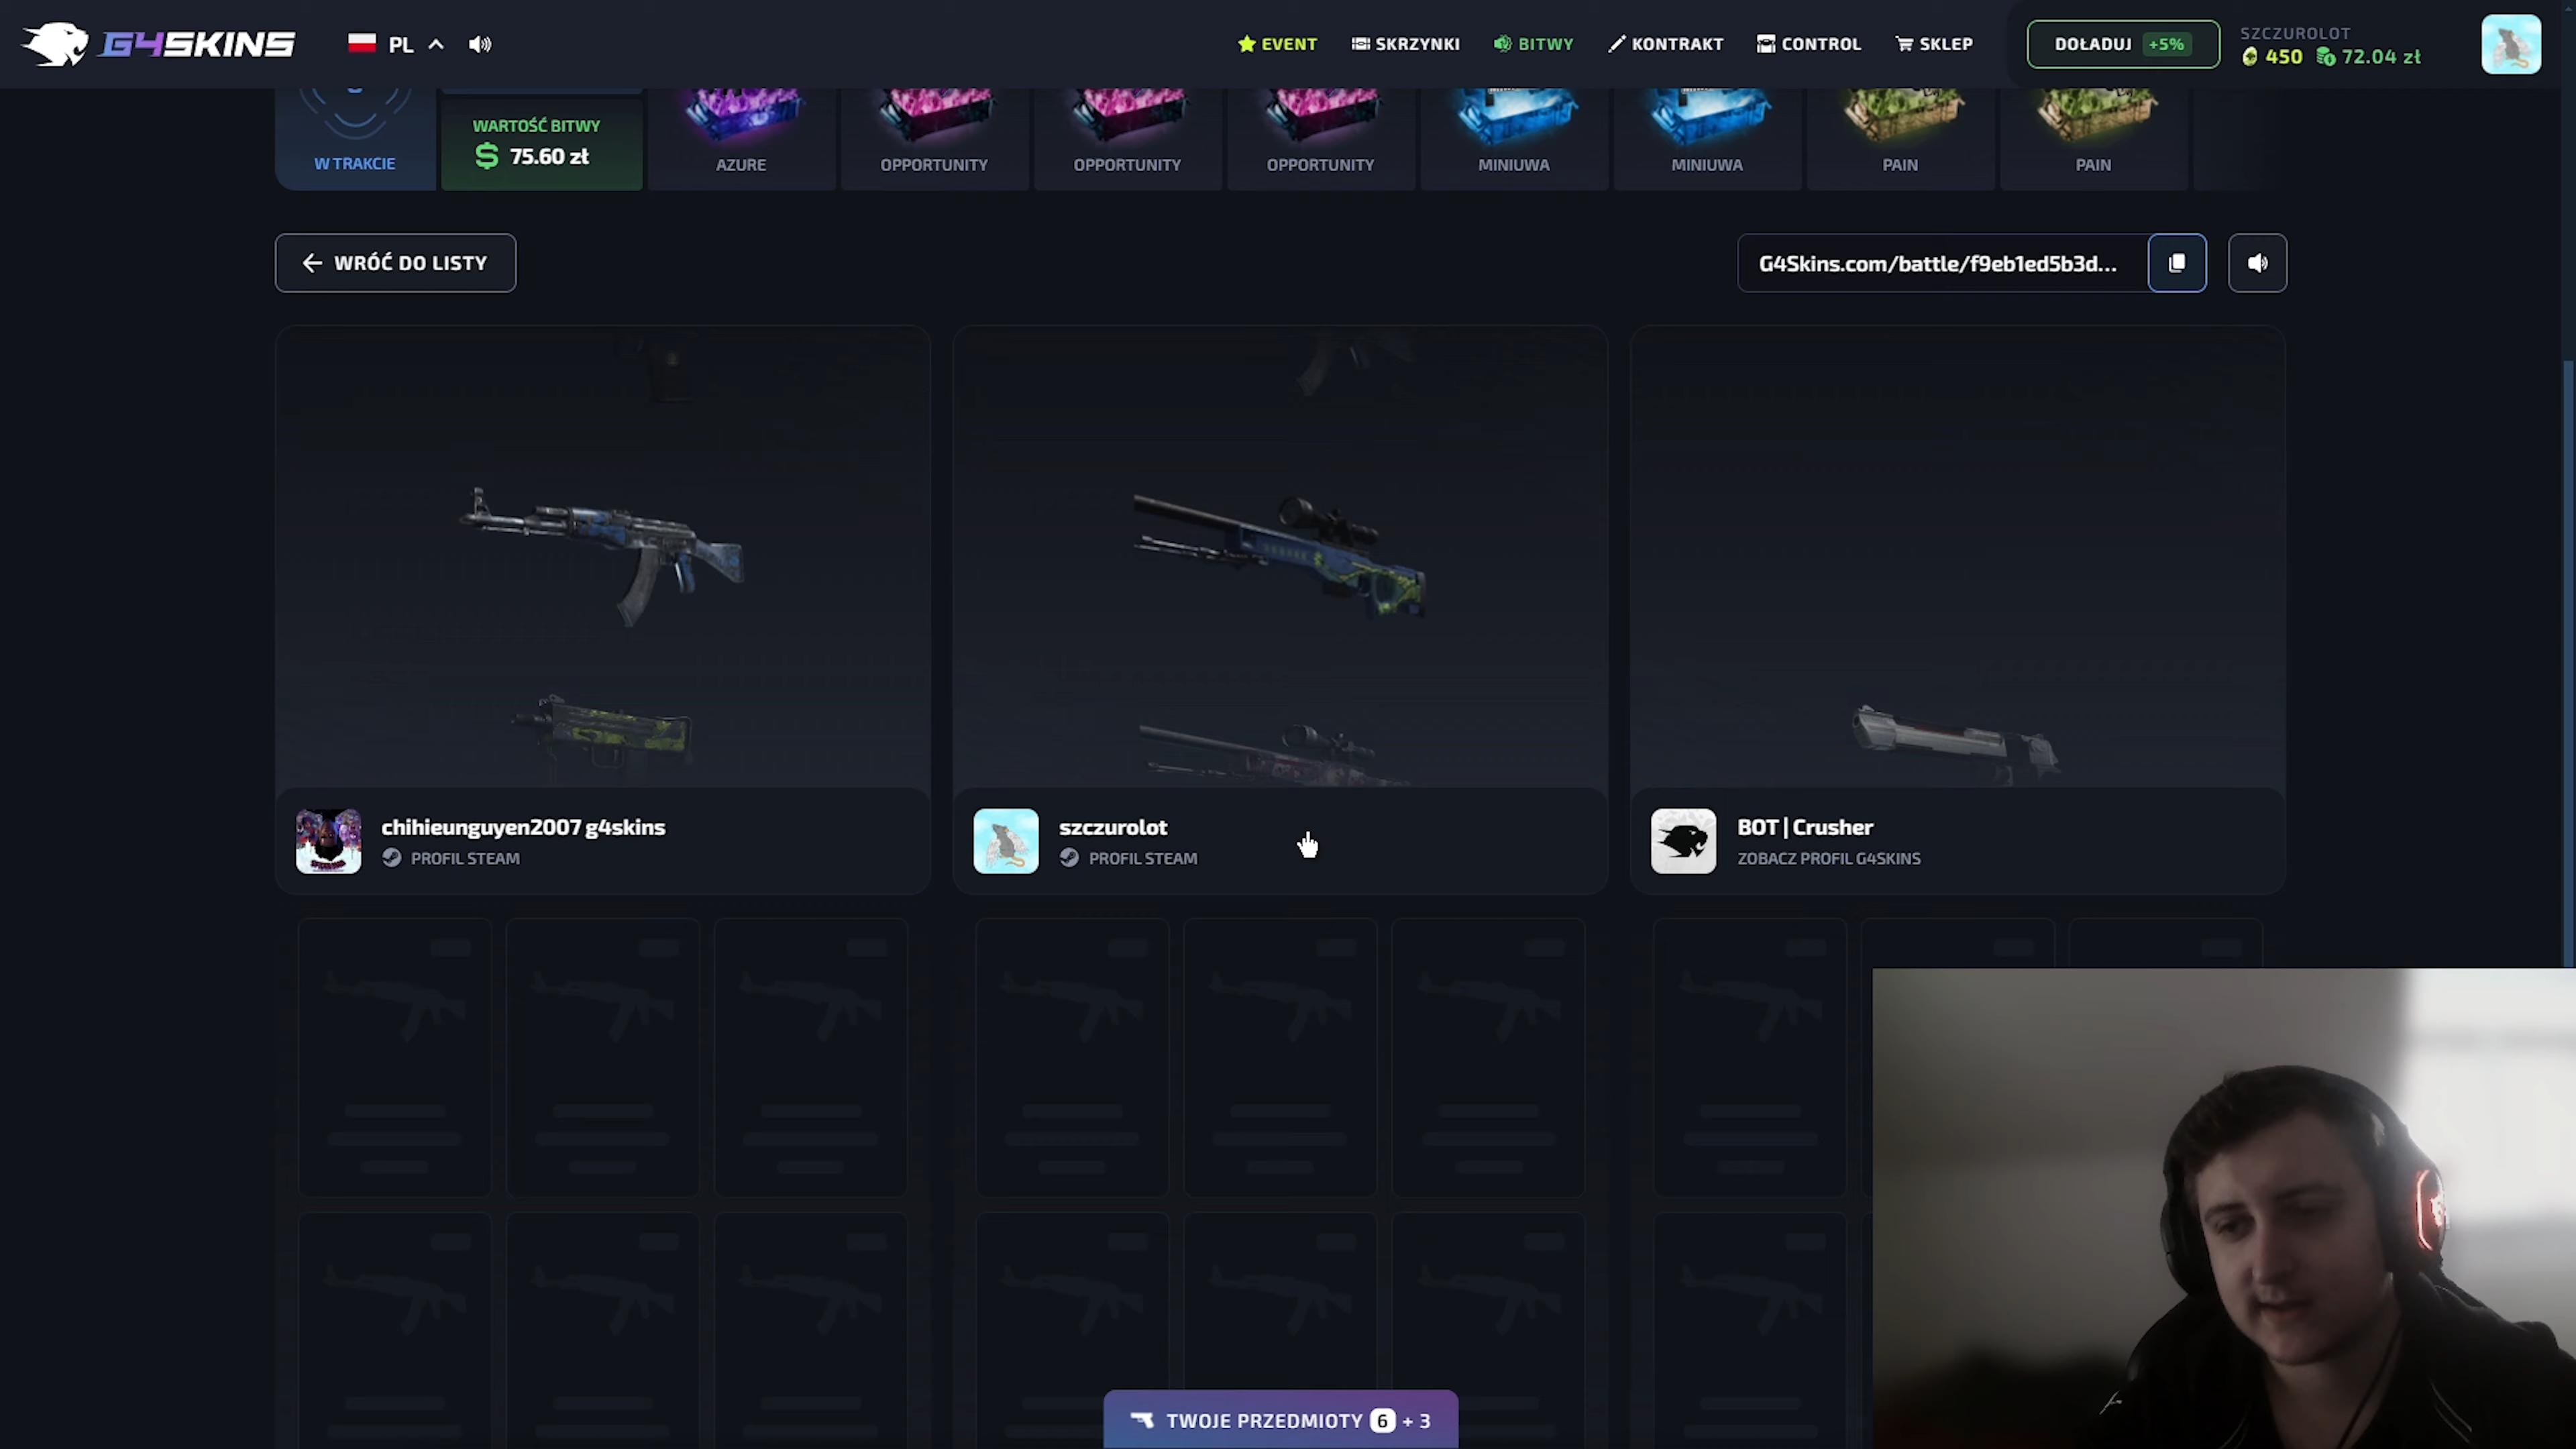 G4SKINS
PL
EVENT
SKRZYNKI
BITWY
KONTRAKT
CONTROL
SKLEP
DOŁADUJ +5%
SZCZUROLOT
450 72.04 zł
W TRAKCIE
WARTOŚĆ BITWY
75.60 zł
AZURE
OPPORTUNITY
OPPORTUNITY
OPPORTUNITY
MINIUWA
MINIUWA
PAIN
PAIN
WRÓĆ DO LISTY
G4Skins.com/battle/f9eb1ed5b3d...
chihieunguyen2007 g4skins
PROFIL STEAM
szczurolot
PROFIL STEAM
BOT | Crusher
ZOBACZ PROFIL G4SKINS
TWOJE PRZEDMIOTY 6 + 3